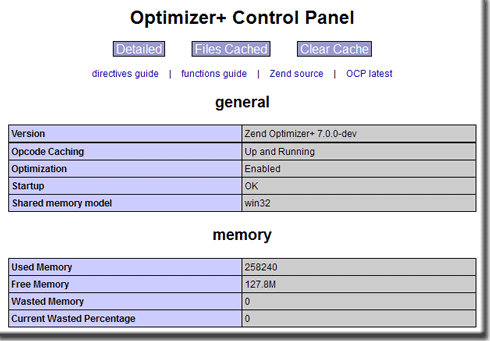 Optimizer+ Control Panel
Detailed Files Cached Clear Cache
directives guide | functions guide | Zend source | OCP latest
general
Version Zend Optimizer+ 7.0.0-dev
Opcode Caching Up and Running
Optimization Enabled
Startup OK
Shared memory model win32
memory
Used Memory 258240
Free Memory 127.8M
Wasted Memory 0
Current Wasted Percentage 0